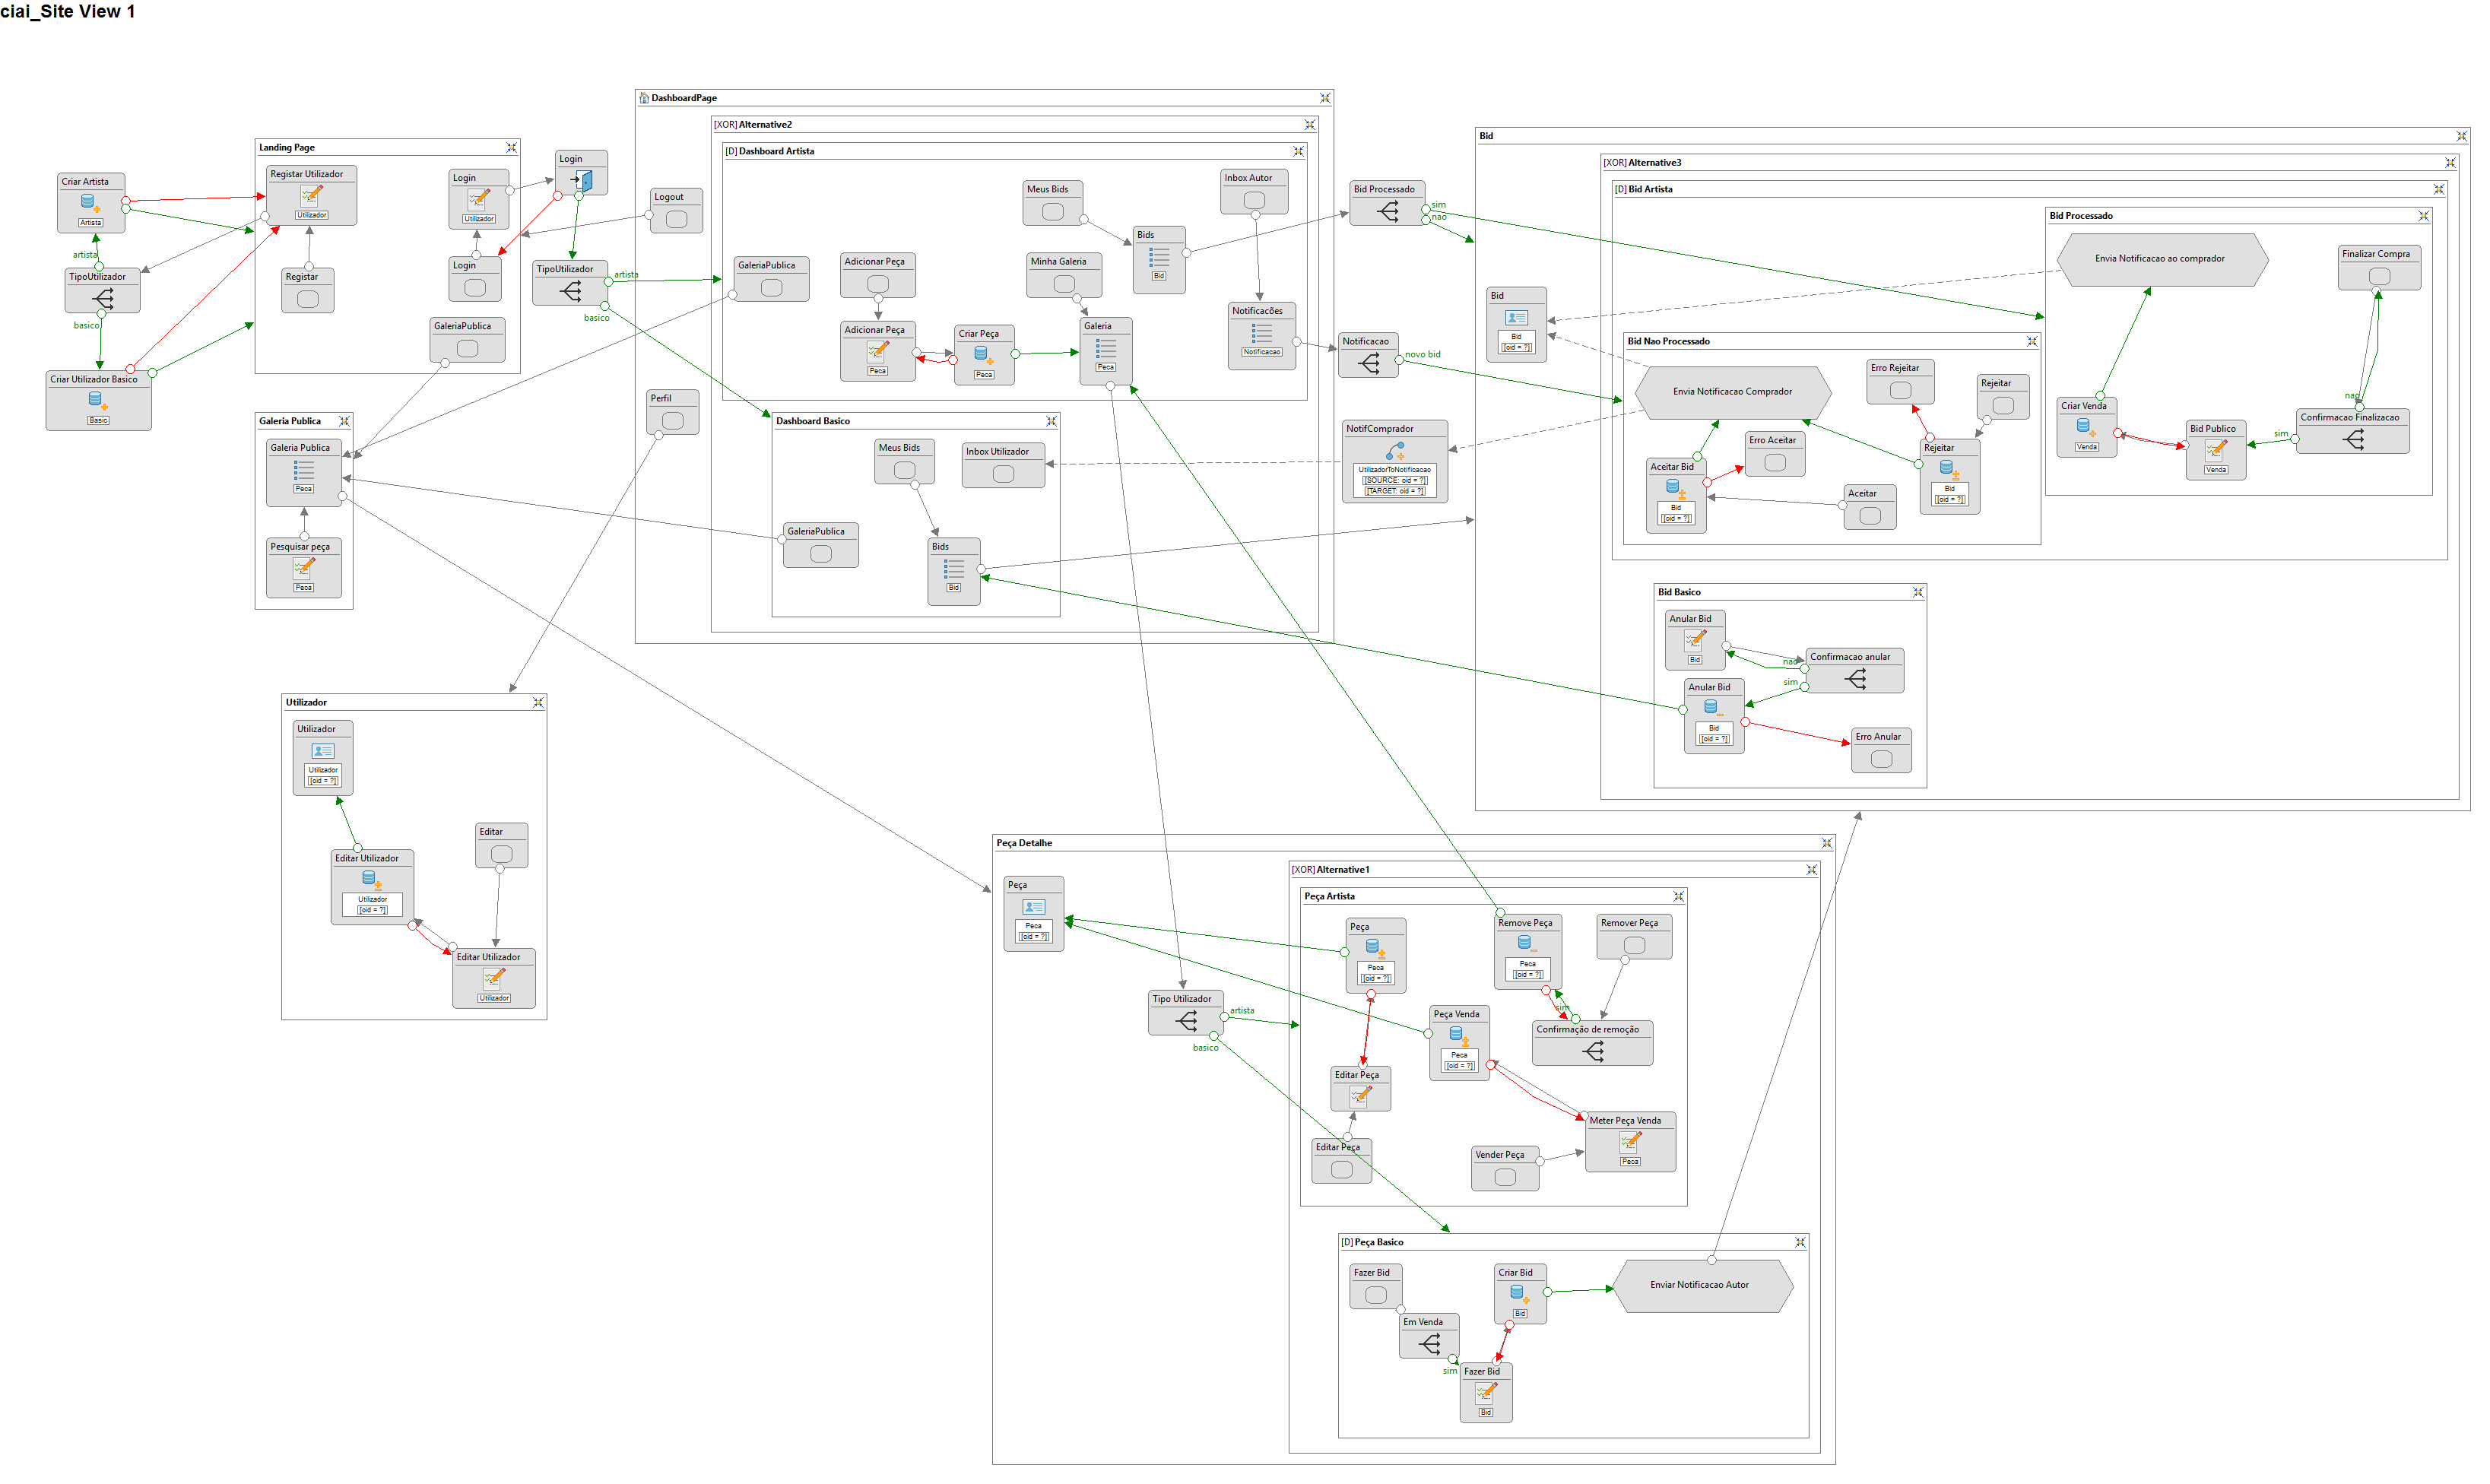 ciai_Site View 1
Landing Page
Criar Artista
Artista
artista
TipoUtilizador
basico
Criar Utilizador Basico
Basic
Registar Utilizador
Utilizador
Registar
Login
Utilizador
Login
GaleriaPublica
Login
TipoUtilizador
artista
basico
Galeria Publica
Galeria Publica
Peca
Pesquisar peça
Peca
Utilizador
Utilizador
Utilizador
[oid = ?]
Editar
Editar Utilizador
Utilizador
[oid = ?]
Editar Utilizador
Utilizador
DashboardPage
Logout
Perfil
[XOR] Alternative2
[D] Dashboard Artista
GaleriaPublica
Adicionar Peça
Adicionar Peça
Peca
Criar Peça
Peca
Meus Bids
Minha Galeria
Galeria
Peca
Bids
Bid
Inbox Autor
Notificacões
Notificacao
Dashboard Basico
Meus Bids
Inbox Utilizador
GaleriaPublica
Bids
Bid
Bid Processado
sim
nao
Notificacao
novo bid
NotifComprador
UtilizadorToNotificacao
[SOURCE: oid = ?]
[TARGET: oid = ?]
Bid
Bid
Bid
[oid = ?]
[XOR] Alternative3
[D] Bid Artista
Bid Processado
Envia Notificacao ao comprador
Finalizar Compra
Criar Venda
Venda
Bid Publico
Venda
sim
nao
Confirmacao Finalizacao
Bid Nao Processado
Envia Notificacao Comprador
Erro Rejeitar
Rejeitar
Erro Aceitar
Rejeitar
Bid
[oid = ?]
Aceitar Bid
Bid
[oid = ?]
Aceitar
Bid Basico
Anular Bid
Bid
nao
Confirmacao anular
sim
Anular Bid
Bid
[oid = ?]
Erro Anular
Peça Detalhe
Peça
Peca
[oid = ?]
Tipo Utilizador
artista
basico
[XOR] Alternative1
Peça Artista
Peça
Peca
[oid = ?]
Remove Peça
Peca
[oid = ?]
Remover Peça
sim
Confirmação de remoção
Peça Venda
Peca
[oid = ?]
Editar Peça
Editar Peça
Vender Peça
Meter Peça Venda
Peca
[D] Peça Basico
Fazer Bid
Em Venda
sim
Fazer Bid
Bid
Criar Bid
Bid
Enviar Notificacao Autor